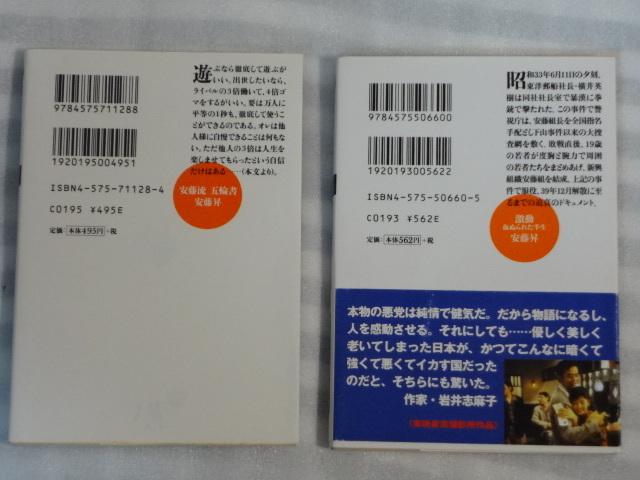 9784575711288
1920195004951
ISBN4-575-71128-4
C0195 ¥495E
定価=本体495円+税
遊ぶなら徹底して遊ぶが
いい。出世したいなら、
ライバルの3倍働いて、4倍ゴ
マをするがいい。要は万人に
平等の1秒も、徹底して使うこ
とができるのである。オレは他
人様に自慢できることは何もな
い。ただ他人の3倍は人生を
楽しませてもらったという自信
だけはある……(本文より)。
安藤流 五輪書
安藤昇
9784575506600
1920193005622
ISBN4-575-50660-5
C0193 ¥562E
定価=本体562円+税
昭和33年6月11日の夕刻、
東洋郵船社長・横井英
樹は同社社長室で暴漢に拳
銃で撃たれた。この事件で警
視庁は、安藤組長を全国指名
手配とし下山事件以来の大捜
査網を敷く。敗戦直後、19歳
の若者が度胸と腕力で周囲
の若者たちをまとめあげ、新興
組織安藤組を結成。上記の事
件で服役、39年12月解散に至
るまでの迫真のドキュメント。
激動
血ぬられた半生
安藤昇
本物の悪党は純情で健気だ。だから物語になるし、
人を感動させる。それにしても……優しく美しく
老いてしまった日本が、かつてこんなに暗くて
強くて悪くてイカす国だった
のだと、そちらにも驚いた。
作家・岩井志麻子